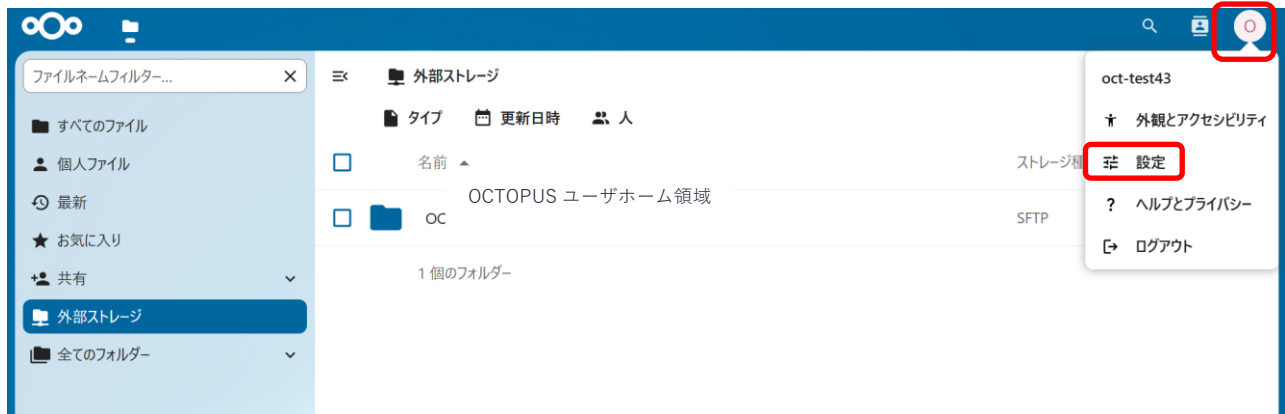 O
ファイルネームフィルター...
外部ストレージ
oct-test43
タイプ 更新日時 人
外観とアクセシビリティ
すべてのファイル
個人ファイル
名前
ストレージ種
設定
最新
OCTOPUS ユーザホーム領域
ヘルプとプライバシー
OC
SFTP
お気に入り
ログアウト
共有
1 個のフォルダー
外部ストレージ
全てのフォルダー